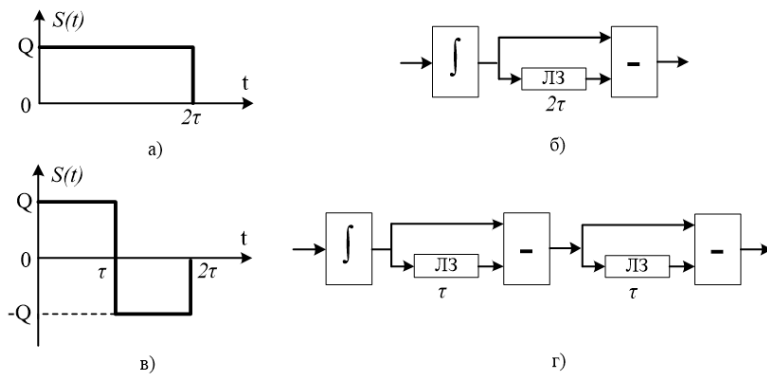 S(t)
Q
0
t
2τ
а)
∫
ЛЗ
2τ
-
б)
S(t)
Q
0
τ
2τ
t
-Q
в)
∫
ЛЗ
τ
-
ЛЗ
τ
-
г)